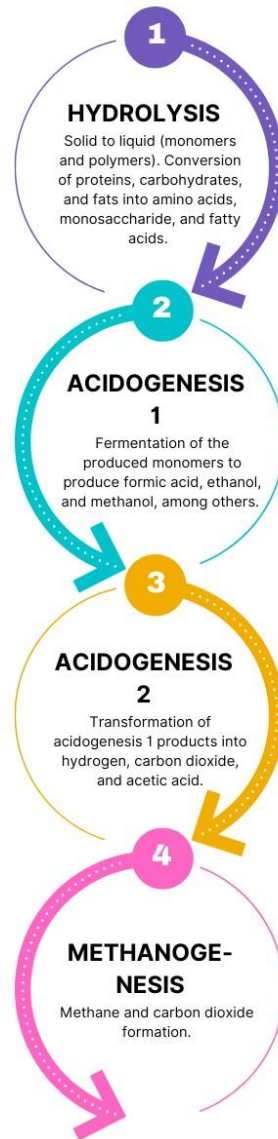 1
HYDROLYSIS
Solid to liquid (monomers
and polymers). Conversion
of proteins, carbohydrates,
and fats into amino acids,
monosaccharide, and fatty
acids.
2
ACIDOGENESIS
1
Fermentation of the
produced monomers to
produce formic acid, ethanol,
and methanol, among others.
3
ACIDOGENESIS
2
Transformation of
acidogenesis 1 products into
hydrogen, carbon dioxide,
and acetic acid.
4
METHANOGE-
NESIS
Methane and carbon dioxide
formation.